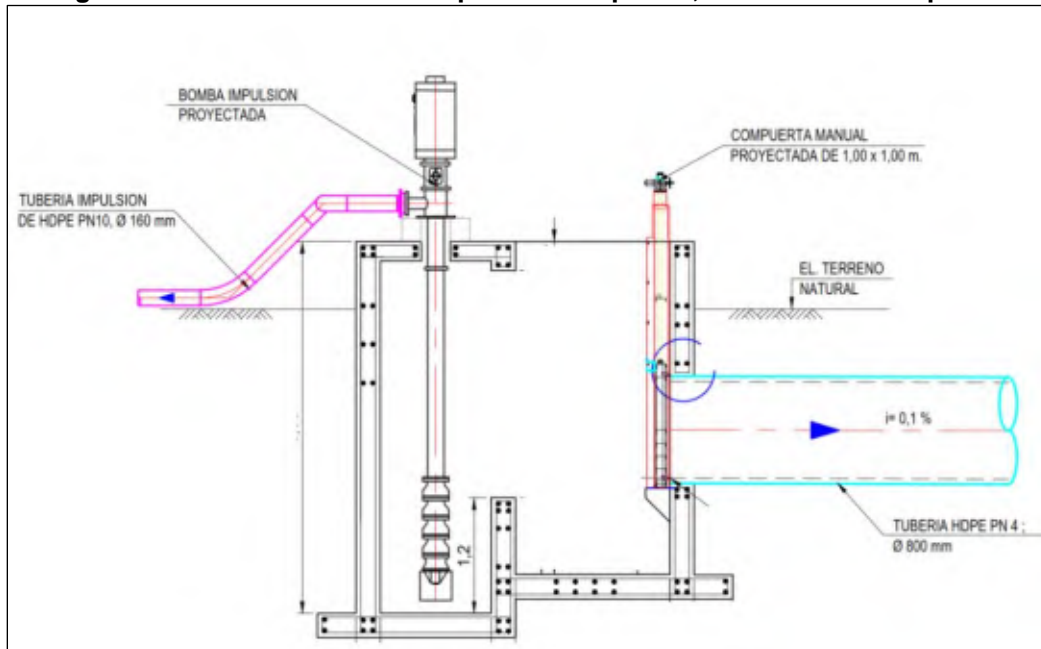 BOMBA IMPULSION
PROYECTADA
COMPUERTA MANUAL
PROYECTADA DE 1,00 x 1,00 m.
TUBERIA IMPULSION
DE HDPE PN10, Ø 160 mm
EL. TERRENO
NATURAL
i= 0,1 %
1,2
TUBERIA HDPE PN 4 ;
Ø 800 mm